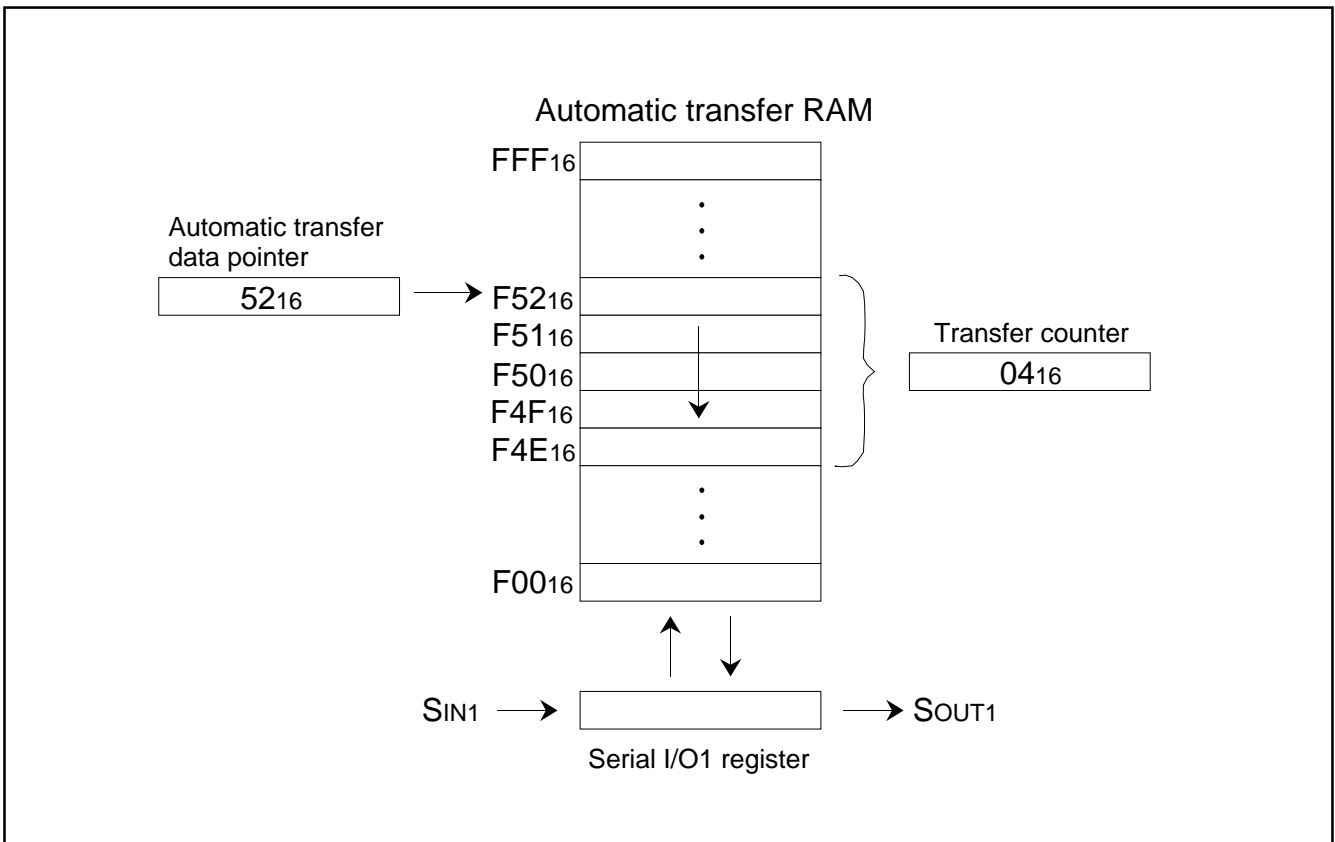 Automatic transfer RAM
FFF16
Automatic transfer
data pointer
5216
F5216
F5116
Transfer counter
F5016
0416
F4F16
F4E16
F0016
SIN1
SOUT1
Serial I/O1 register